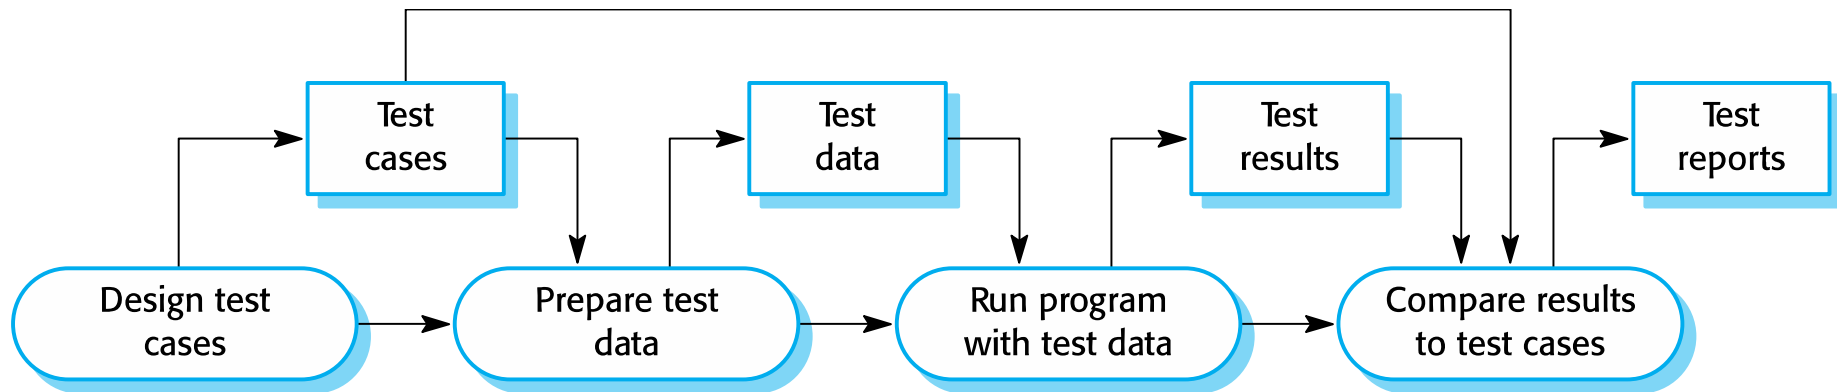 Test
cases
Test
data
Test
results
Test
reports
Design test
cases
Prepare test
data
Run program
with test data
Compare results
to test cases